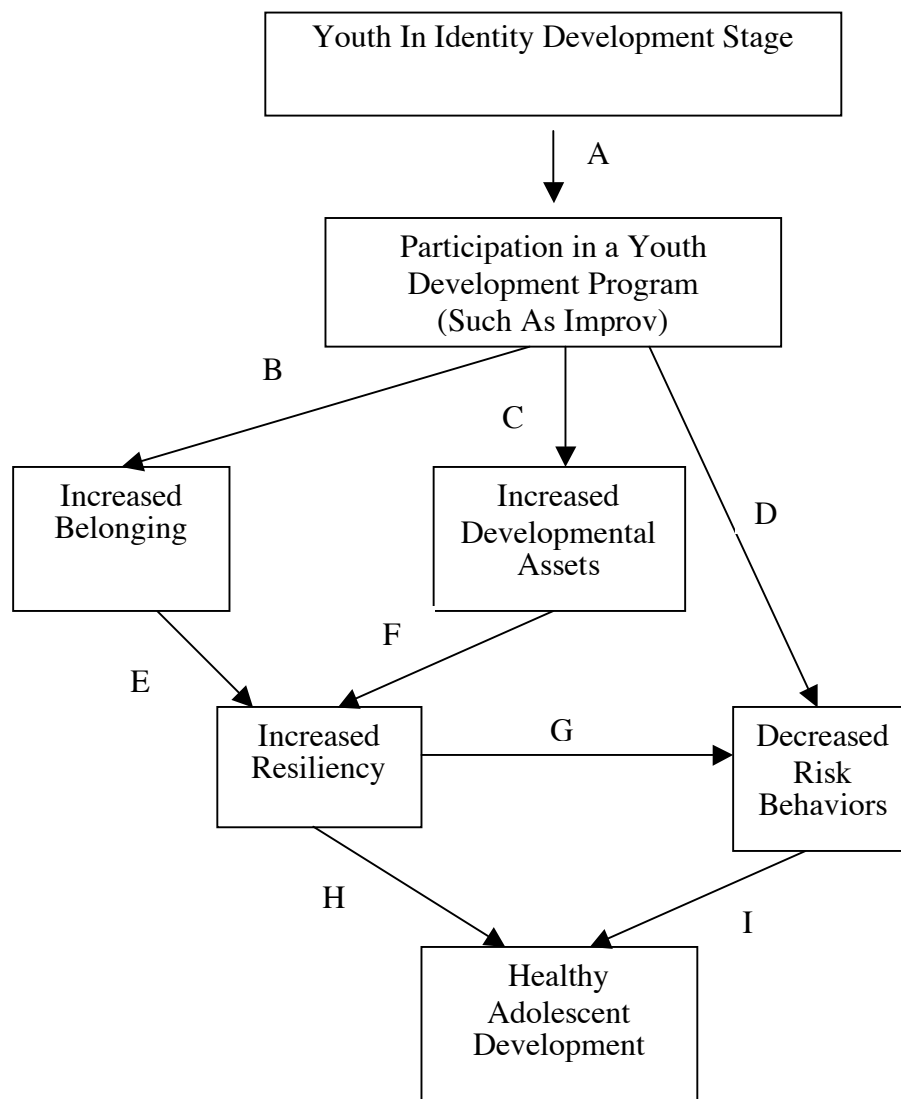 Youth In Identity Development Stage
A
Participation in a Youth
Development Program
(Such As Improv)
B
C
D
Increased
Belonging
Increased
Developmental
Assets
E
F
Increased
Resiliency
G
Decreased
Risk
Behaviors
H
I
Healthy
Adolescent
Development